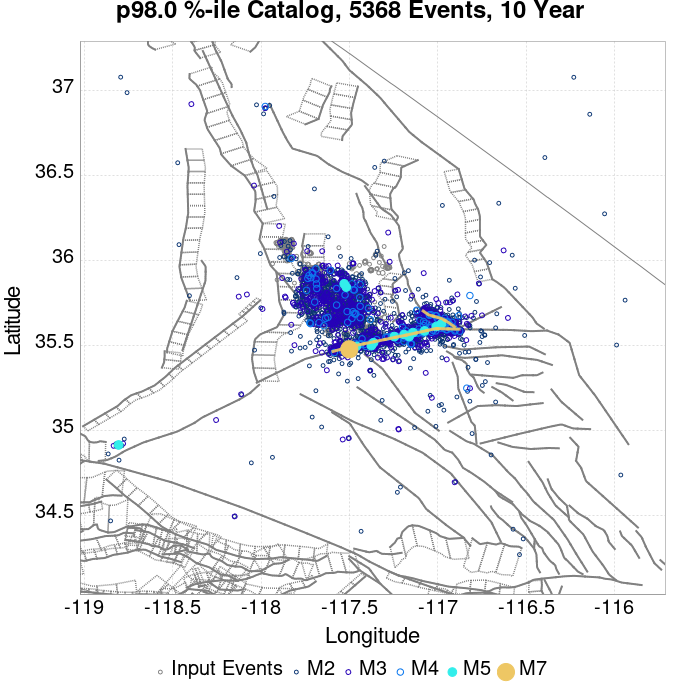 p98.0 %-ile Catalog, 5368 Events, 10 Year
37
36.5
36
35.5
35
34.5
Latitude
-119 -118.5 -118 -117.5 -117 -116.5 -116
Longitude
Input Events M2 M3 M4 M5 M7